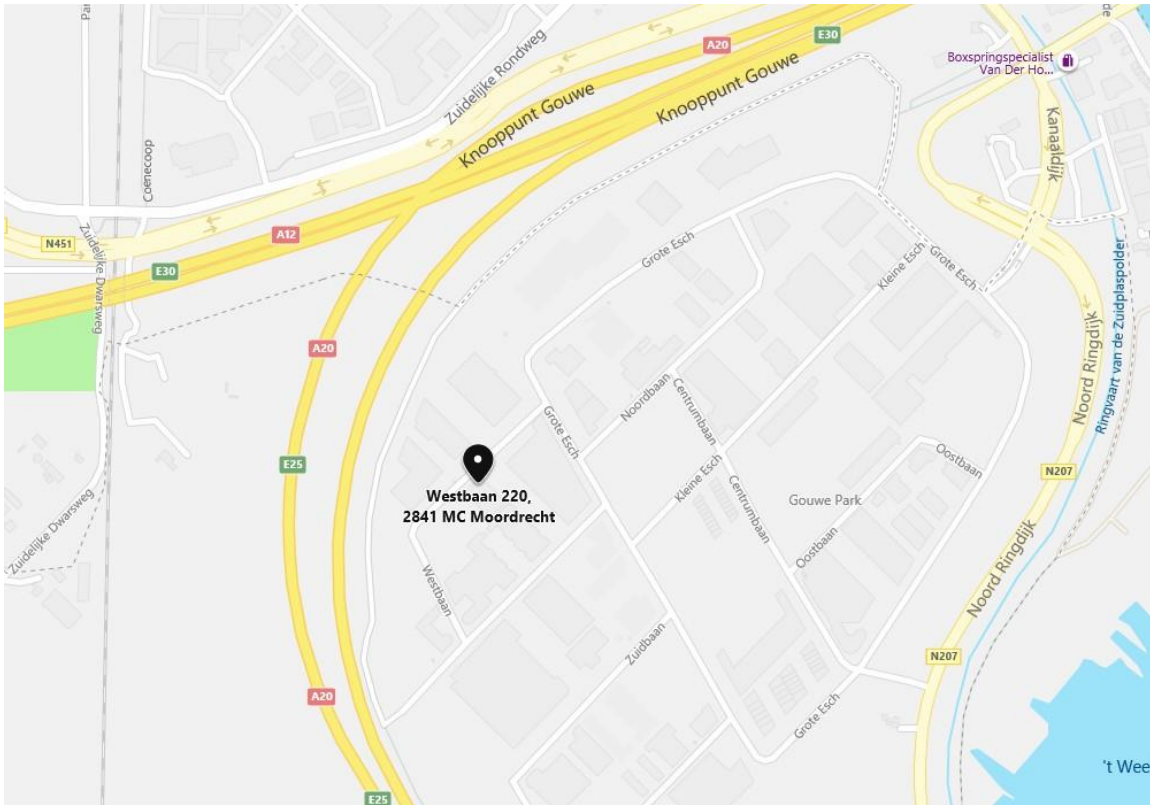 Par
A20
E30
Knooppunt Gouwe
Zuidelijke Rondweg
Knooppunt Gouwe
Boxspringspecialist
Van Der Ho...
de
Kanaaldijk
Coenecoop
N451
A12
E30
Zuidelijke Dwarsweg
Grote Esch
Kleine Esch
Grote Esch
Ringvaart van de Zuidplaspolder
Noord Ringdijk
A20
Noordbaan
Centrumbaan
Grote Esch
E25
Westbaan 220,
2841 MC Moordrecht
Kleine Esch
Centrumbaan
Gouwe Park
Oostbaan
N207
Zuidelijke Dwarsweg
Westbaan
Oostbaan
Noord Ringdijk
Zuidbaan
N207
A20
Grote Esch
't Wee
E25